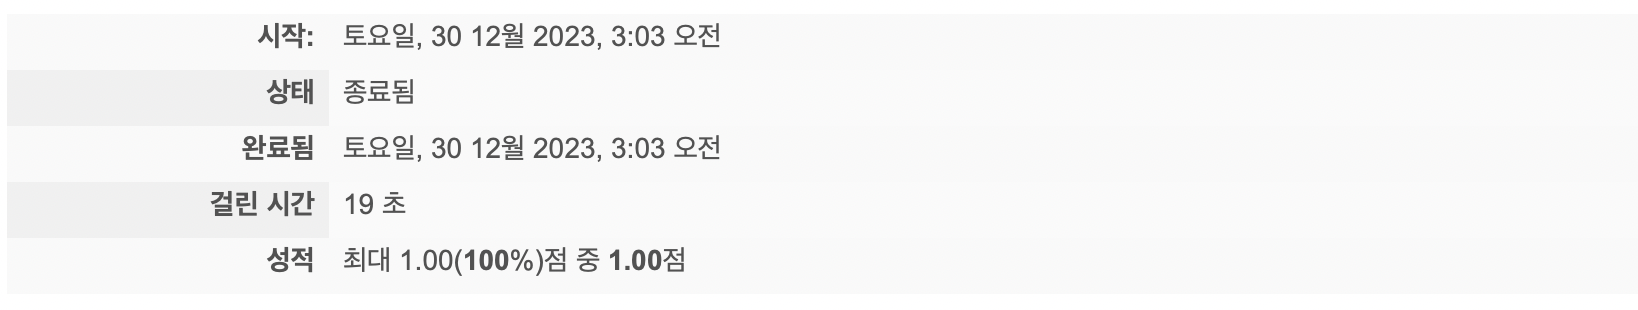 시작: 토요일, 30 12월 2023, 3:03 오전
상태 종료됨
완료됨 토요일, 30 12월 2023, 3:03 오전
걸린 시간 19 초
성적 최대 1.00(100%)점 중 1.00점